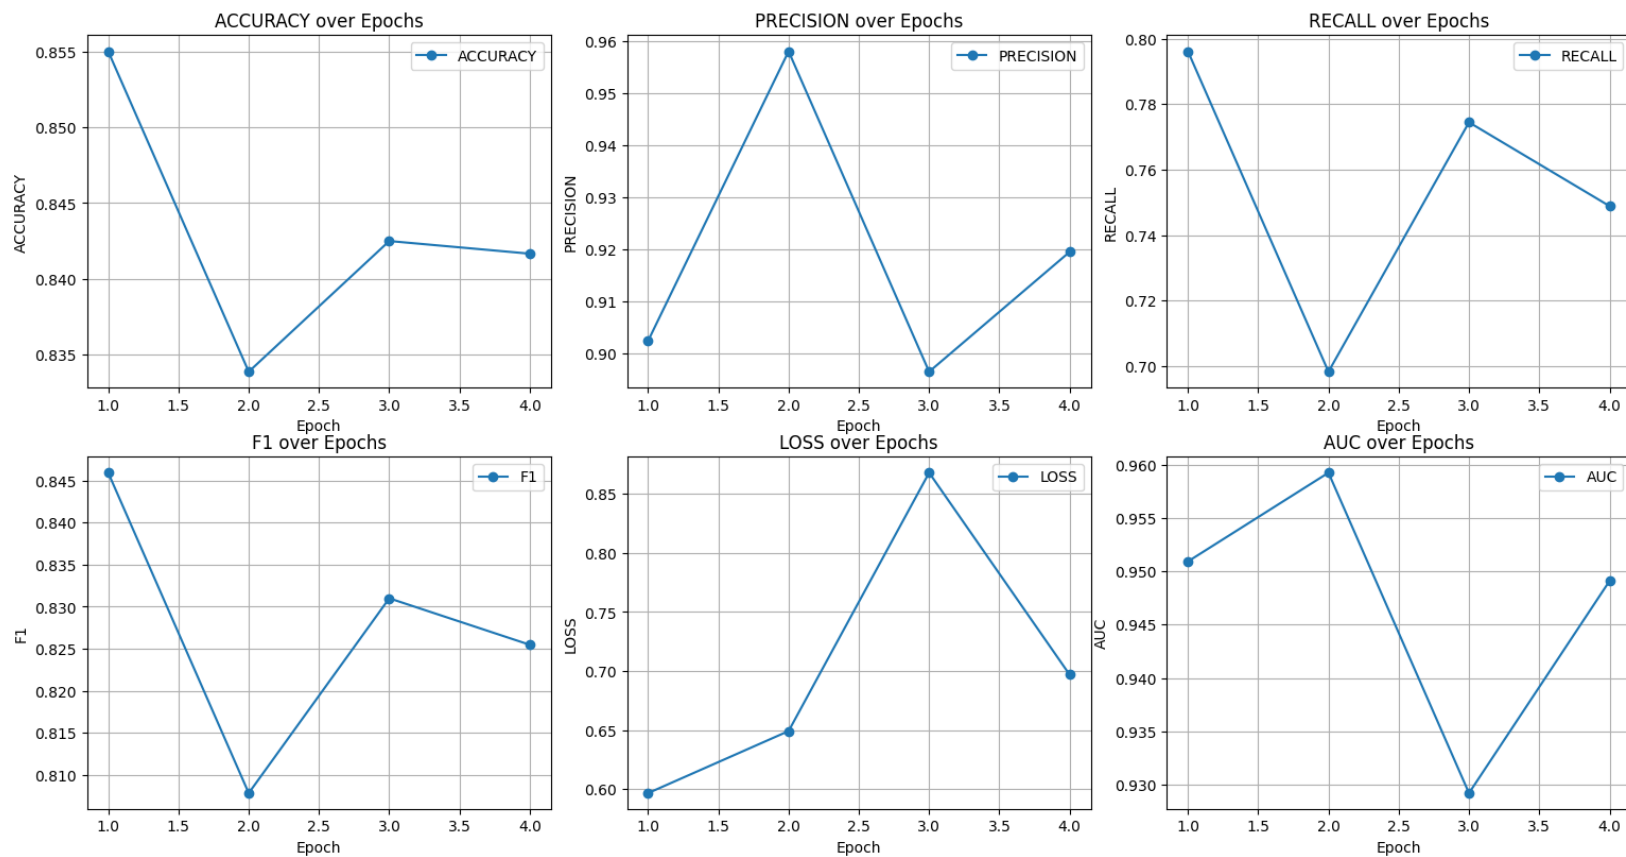 ACCURACY over Epochs
ACCURACY
0.855
0.850
0.845
0.840
0.835
ACCURACY
1.0 1.5 2.0 2.5 3.0 3.5 4.0
Epoch
PRECISION over Epochs
PRECISION
0.96
0.95
0.94
0.93
0.92
0.91
0.90
PRECISION
1.0 1.5 2.0 2.5 3.0 3.5 4.0
Epoch
RECALL over Epochs
RECALL
0.80
0.78
0.76
0.74
0.72
0.70
RECALL
1.0 1.5 2.0 2.5 3.0 3.5 4.0
Epoch
F1 over Epochs
F1
0.845
0.840
0.835
0.830
0.825
0.820
0.815
0.810
F1
1.0 1.5 2.0 2.5 3.0 3.5 4.0
Epoch
LOSS over Epochs
LOSS
0.85
0.80
0.75
0.70
0.65
0.60
LOSS
1.0 1.5 2.0 2.5 3.0 3.5 4.0
Epoch
AUC over Epochs
AUC
0.960
0.955
0.950
0.945
0.940
0.935
0.930
AUC
1.0 1.5 2.0 2.5 3.0 3.5 4.0
Epoch